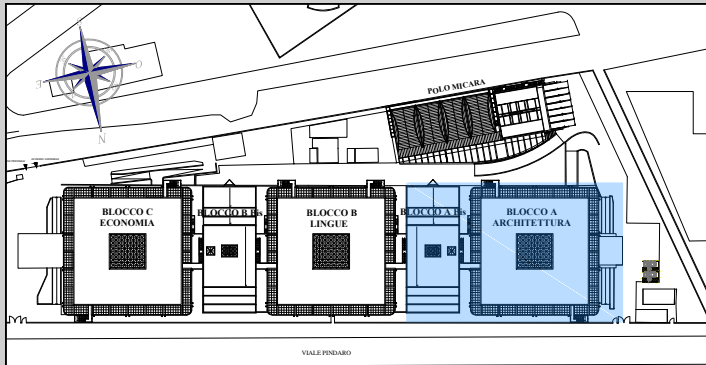 S
E
O
N
POLO MICARA
BLOCCO C
ECONOMIA
BLOCCO B Bis
BLOCCO B
LINGUE
BLOCCO A Bis
BLOCCO A
ARCHITETTURA
VIALE PINDARO